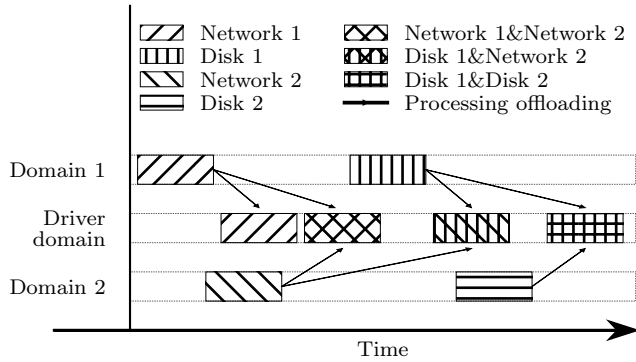 Network 1
Disk 1
Network 2
Disk 2
Network 1&Network 2
Disk 1&Network 2
Disk 1&Disk 2
Processing offloading
Domain 1
Driver
domain
Domain 2
Time